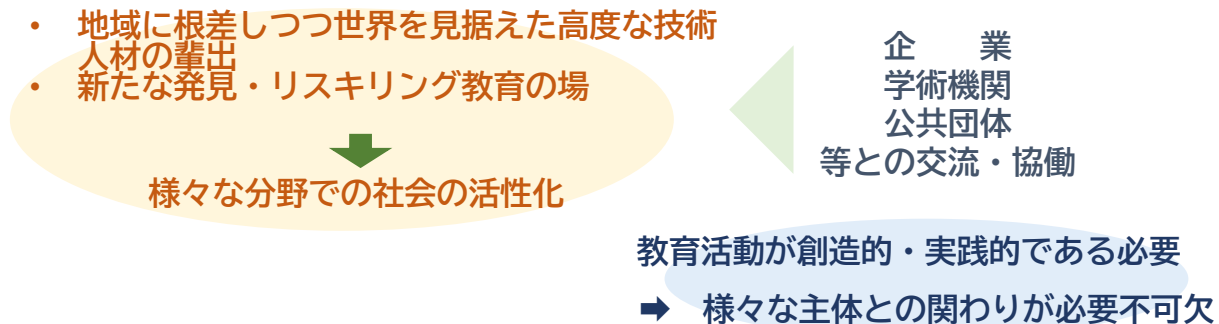 • 地域に根差しつつ世界を見据えた高度な技術
人材の輩出
• 新たな発見・リスキリング教育の場
様々な分野での社会の活性化
企　　業
学術機関
公共団体
等との交流・協働
教育活動が創造的・実践的である必要
➡ 様々な主体との関わりが必要不可欠